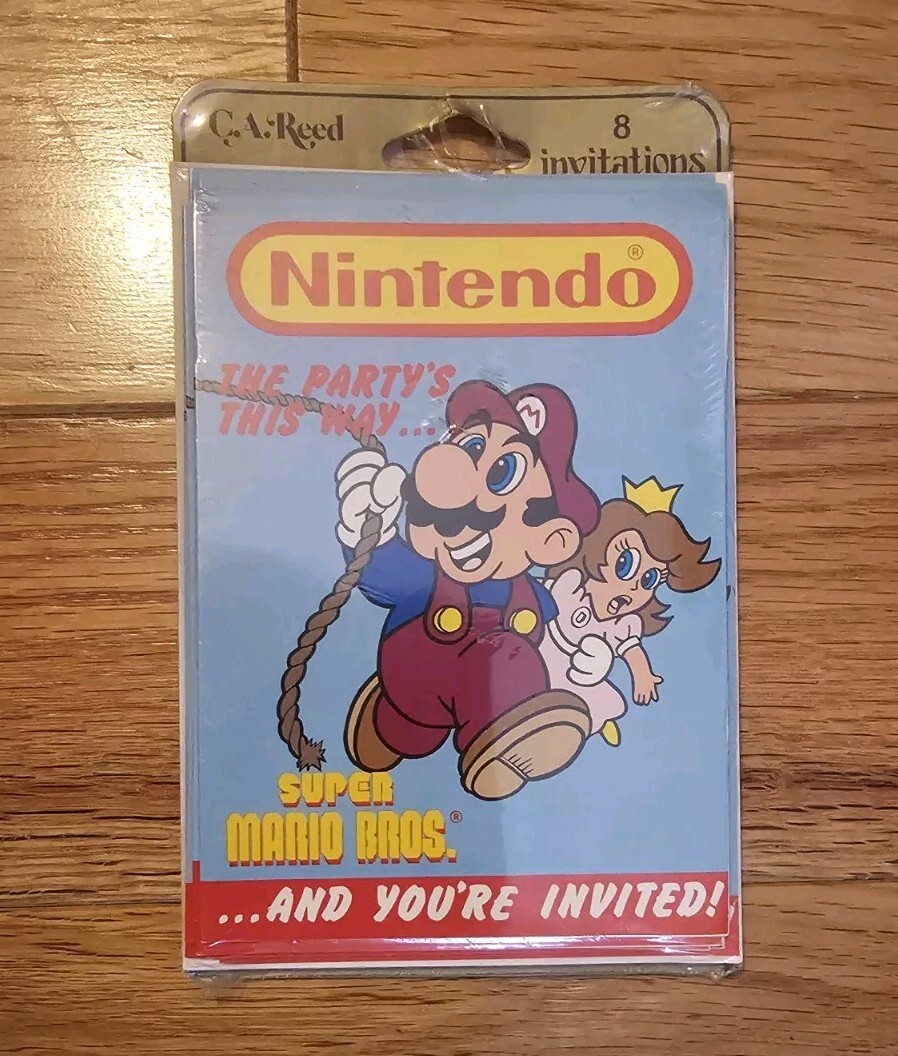 C.A. Reed
8
invitations
Nintendo®
THE PARTY'S
THIS WAY...
M
SUPER
MARIO BROS.®
...AND YOU'RE INVITED!